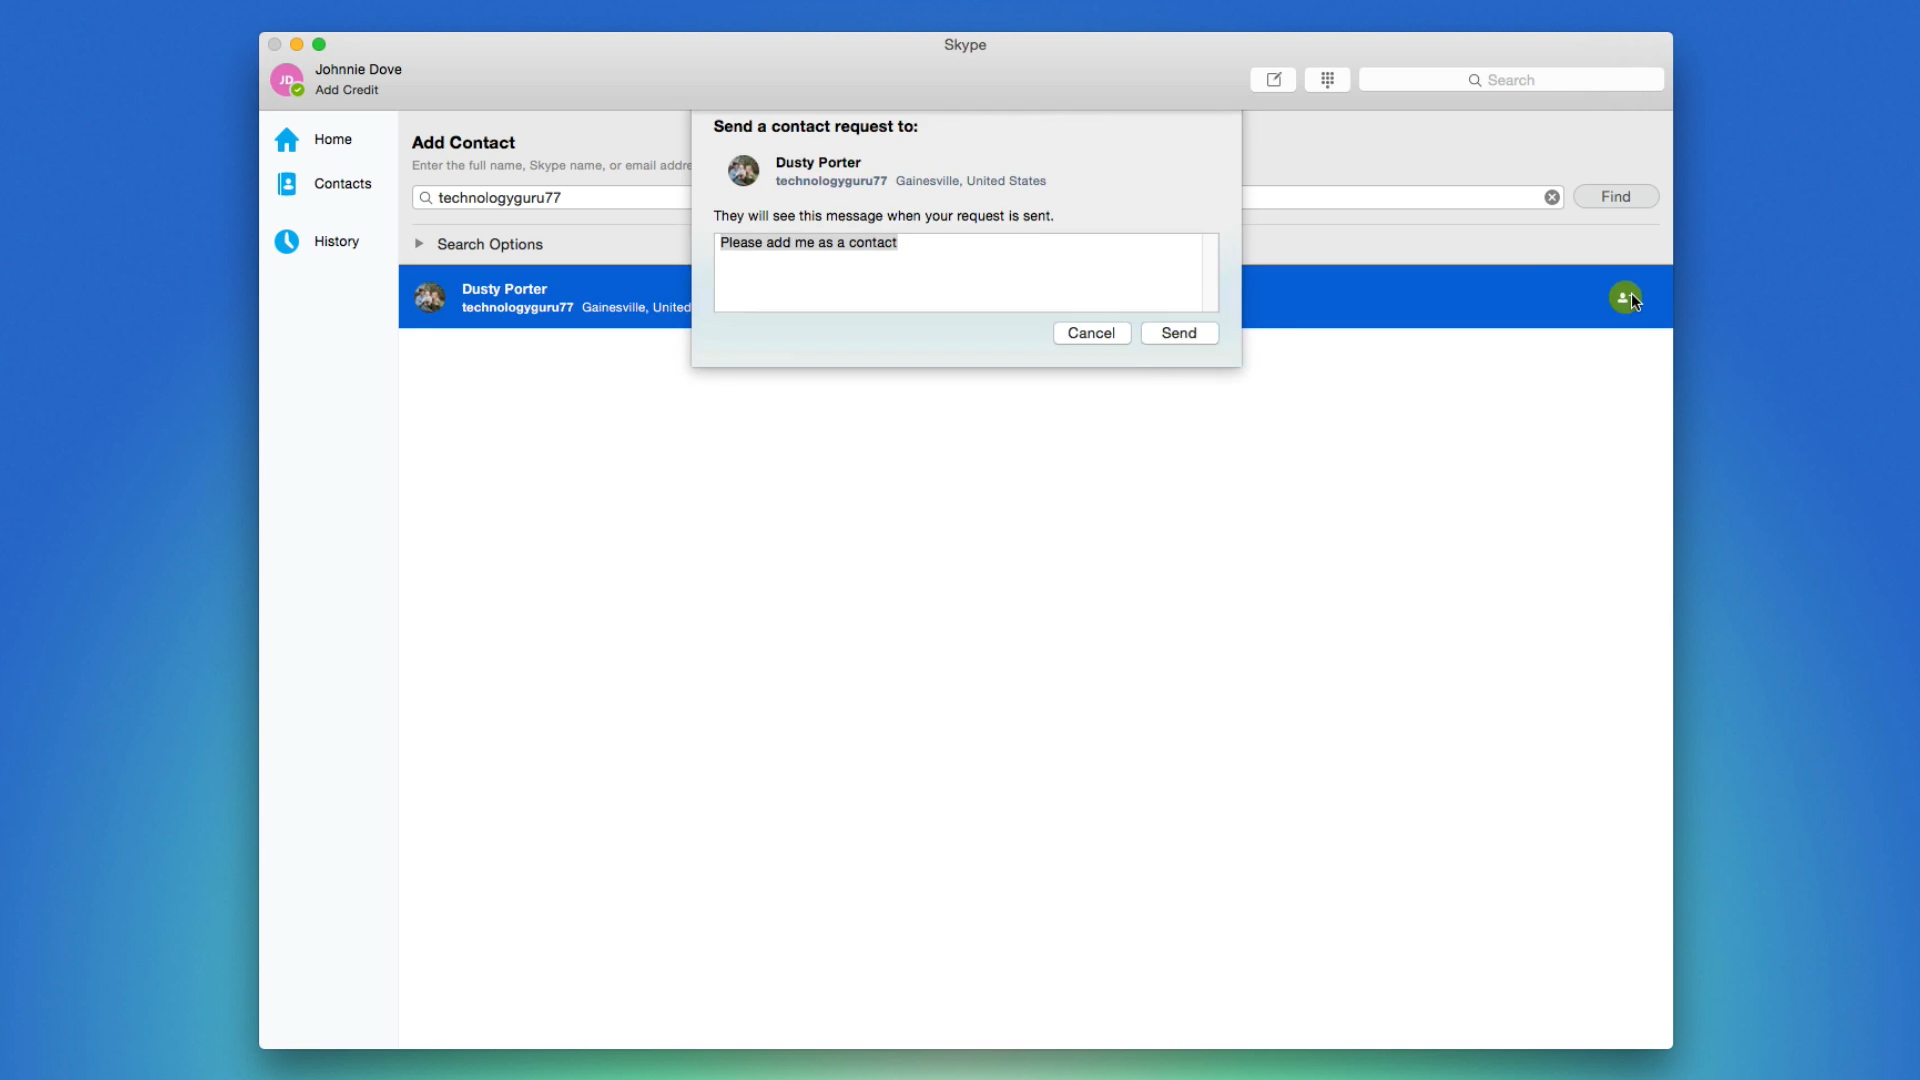 Skype
JD
Johnnie Dove
Add Credit
Search
Home
Contacts
History
Add Contact
Enter the full name, Skype name, or email addre
technologyguru77
Find
Search Options
Dusty Porter
technologyguru77 Gainesville, United
Send a contact request to:
Dusty Porter
technologyguru77 Gainesville, United States
They will see this message when your request is sent.
Please add me as a contact
Cancel
Send